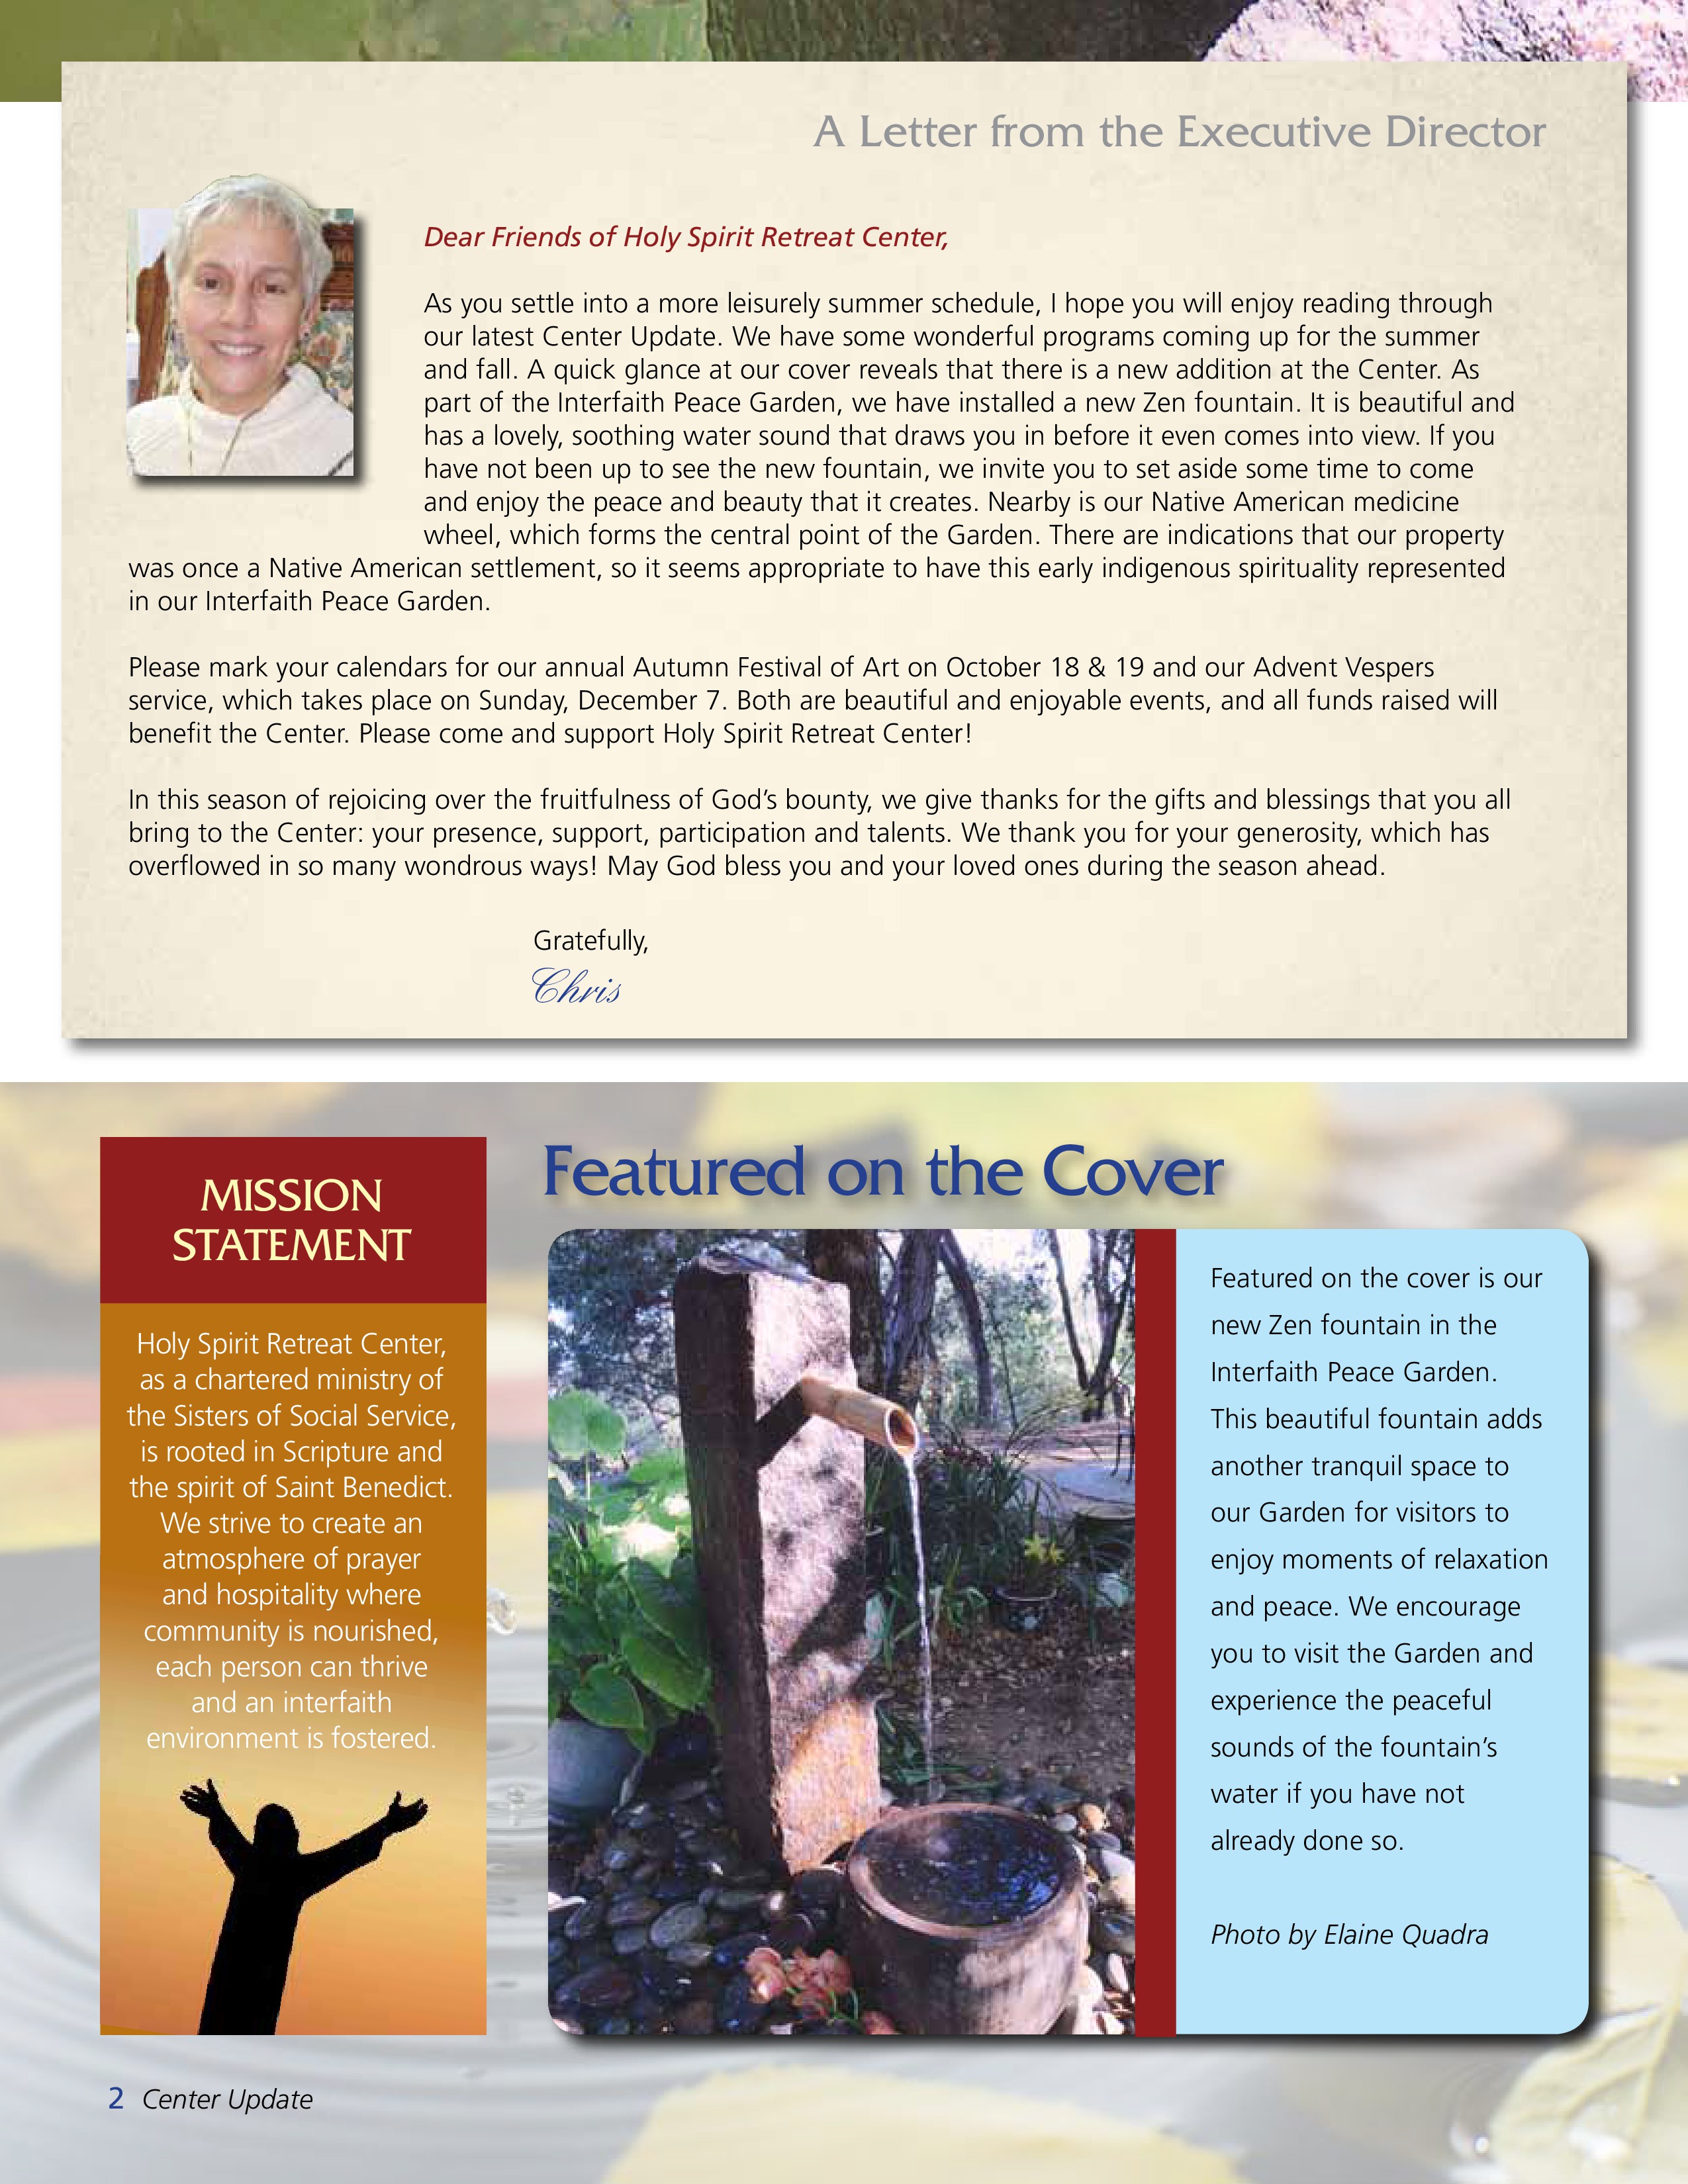 A Letter from the Executive Director
Dear Friends of Holy Spirit Retreat Center,
As you settle into a more leisurely summer schedule, I hope you will enjoy reading through
our latest Center Update. We have some wonderful programs coming up for the summer
and fall. A quick glance at our cover reveals that there is a new addition at the Center. As
part of the Interfaith Peace Garden, we have installed a new Zen fountain. It is beautiful and
has a lovely, soothing water sound that draws you in before it even comes into view. If you
have not been up to see the new fountain, we invite you to set aside some time to come
and enjoy the peace and beauty that it creates. Nearby is our Native American medicine
wheel, which forms the central point of the Garden. There are indications that our property
was once a Native American settlement, so it seems appropriate to have this early indigenous spirituality represented
in our Interfaith Peace Garden.
Please mark your calendars for our annual Autumn Festival of Art on October 18 & 19 and our Advent Vespers
service, which takes place on Sunday, December 7. Both are beautiful and enjoyable events, and all funds raised will
benefit the Center. Please come and support Holy Spirit Retreat Center!
In this season of rejoicing over the fruitfulness of God's bounty, we give thanks for the gifts and blessings that you all
bring to the Center: your presence, support, participation and talents. We thank you for your generosity, which has
overflowed in so many wondrous ways! May God bless you and your loved ones during the season ahead.
Gratefully,
Chris
MISSION
STATEMENT
Holy Spirit Retreat Center,
as a chartered ministry of
the Sisters of Social Service,
is rooted in Scripture and
the spirit of Saint Benedict.
We strive to create an
atmosphere of prayer
and hospitality where
community is nourished,
each person can thrive
and an interfaith
environment is fostered.
Featured on the Cover
Featured on the cover is our
new Zen fountain in the
Interfaith Peace Garden.
This beautiful fountain adds
another tranquil space to
our Garden for visitors to
enjoy moments of relaxation
and peace. We encourage
you to visit the Garden and
experience the peaceful
sounds of the fountain's
water if you have not
already done so.
Photo by Elaine Quadra
2 Center Update